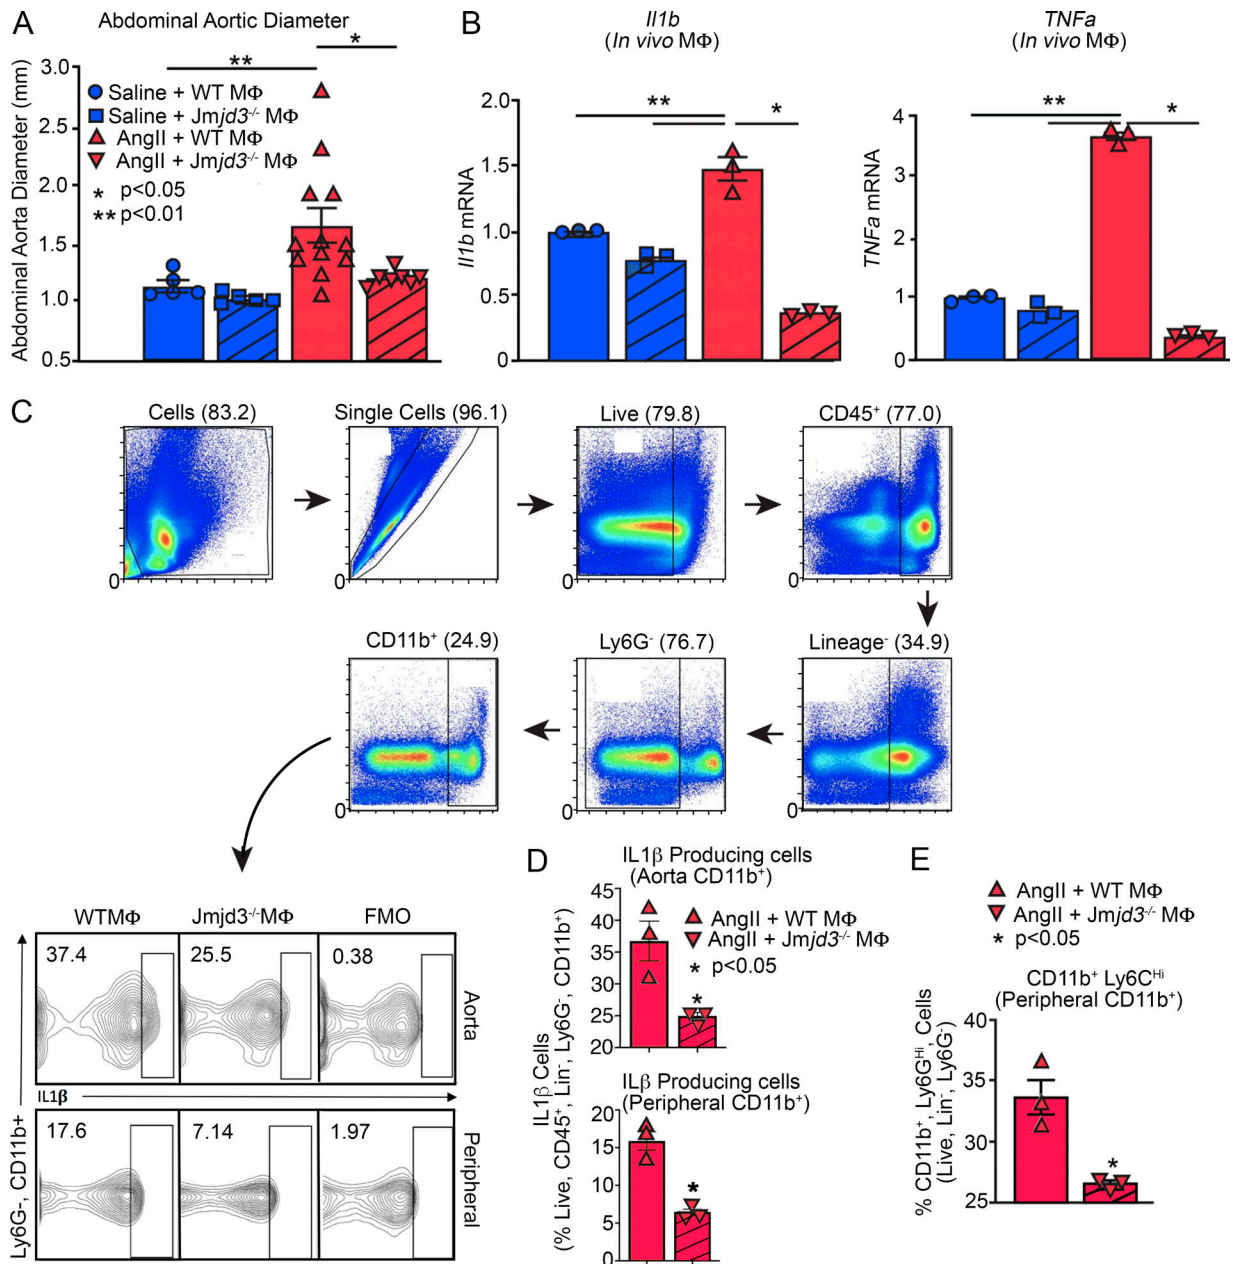 A
Abdominal Aortic Diameter
Abdominal Aorta Diameter (mm)
3.0
2.5
2.0
1.5
1.0
0.5
**
*
Saline + WT MΦ
Saline + Jmjd3-/- MΦ
AngII + WT MΦ
AngII + Jmjd3-/- MΦ
* p<0.05
** p<0.01
B
Il1b
(In vivo MΦ)
Il1b mRNA
2.0
1.5
1.0
0.5
0
**
*
TNFa
(In vivo MΦ)
TNFa mRNA
6
4
2
1
0
**
*
C
Cells (83.2)
0
Single Cells (96.1)
0
Live (79.8)
0
CD45+ (77.0)
0
CD11b+ (24.9)
0
Ly6G- (76.7)
0
Lineage- (34.9)
0
WTMΦ
Jmjd3-/-MΦ
FMO
37.4
25.5
0.38
Aorta
IL1β
17.6
7.14
1.97
Peripheral
Ly6G-, CD11b+
D
IL1β Producing cells
(Aorta CD11b+)
45
40
35
30
25
20
*
AngII + WT MΦ
AngII + Jmjd3-/- MΦ
* p<0.05
ILβ Producing cells
(Peripheral CD11b+)
20
15
10
5
0
*
IL1β Cells
(% Live, CD45+, Lin-, Ly6G-, CD11b+)
E
AngII + WT MΦ
AngII + Jmjd3-/- MΦ
* p<0.05
CD11b+ Ly6CHi
(Peripheral CD11b+)
40
35
30
25
*
% CD11b+, Ly6GHi, Cells
(Live, Lin-, Ly6G-)